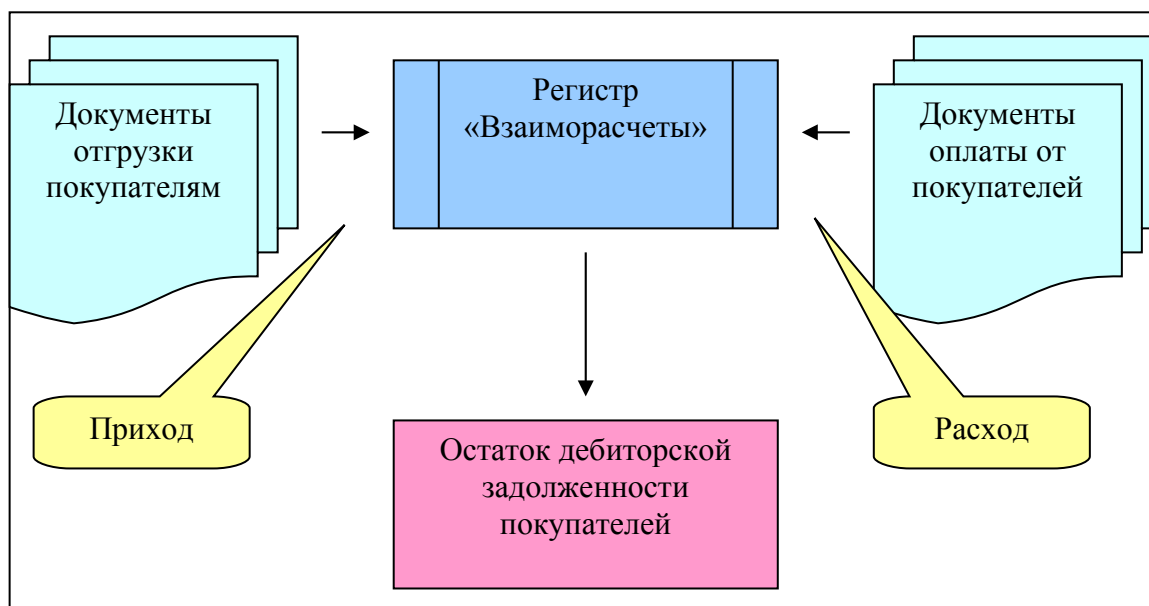 Документы
отгрузки
покупателям
Регистр
«Взаиморасчеты»
Документы
оплаты от
покупателей
Приход
Расход
Остаток дебиторской
задолженности
покупателей